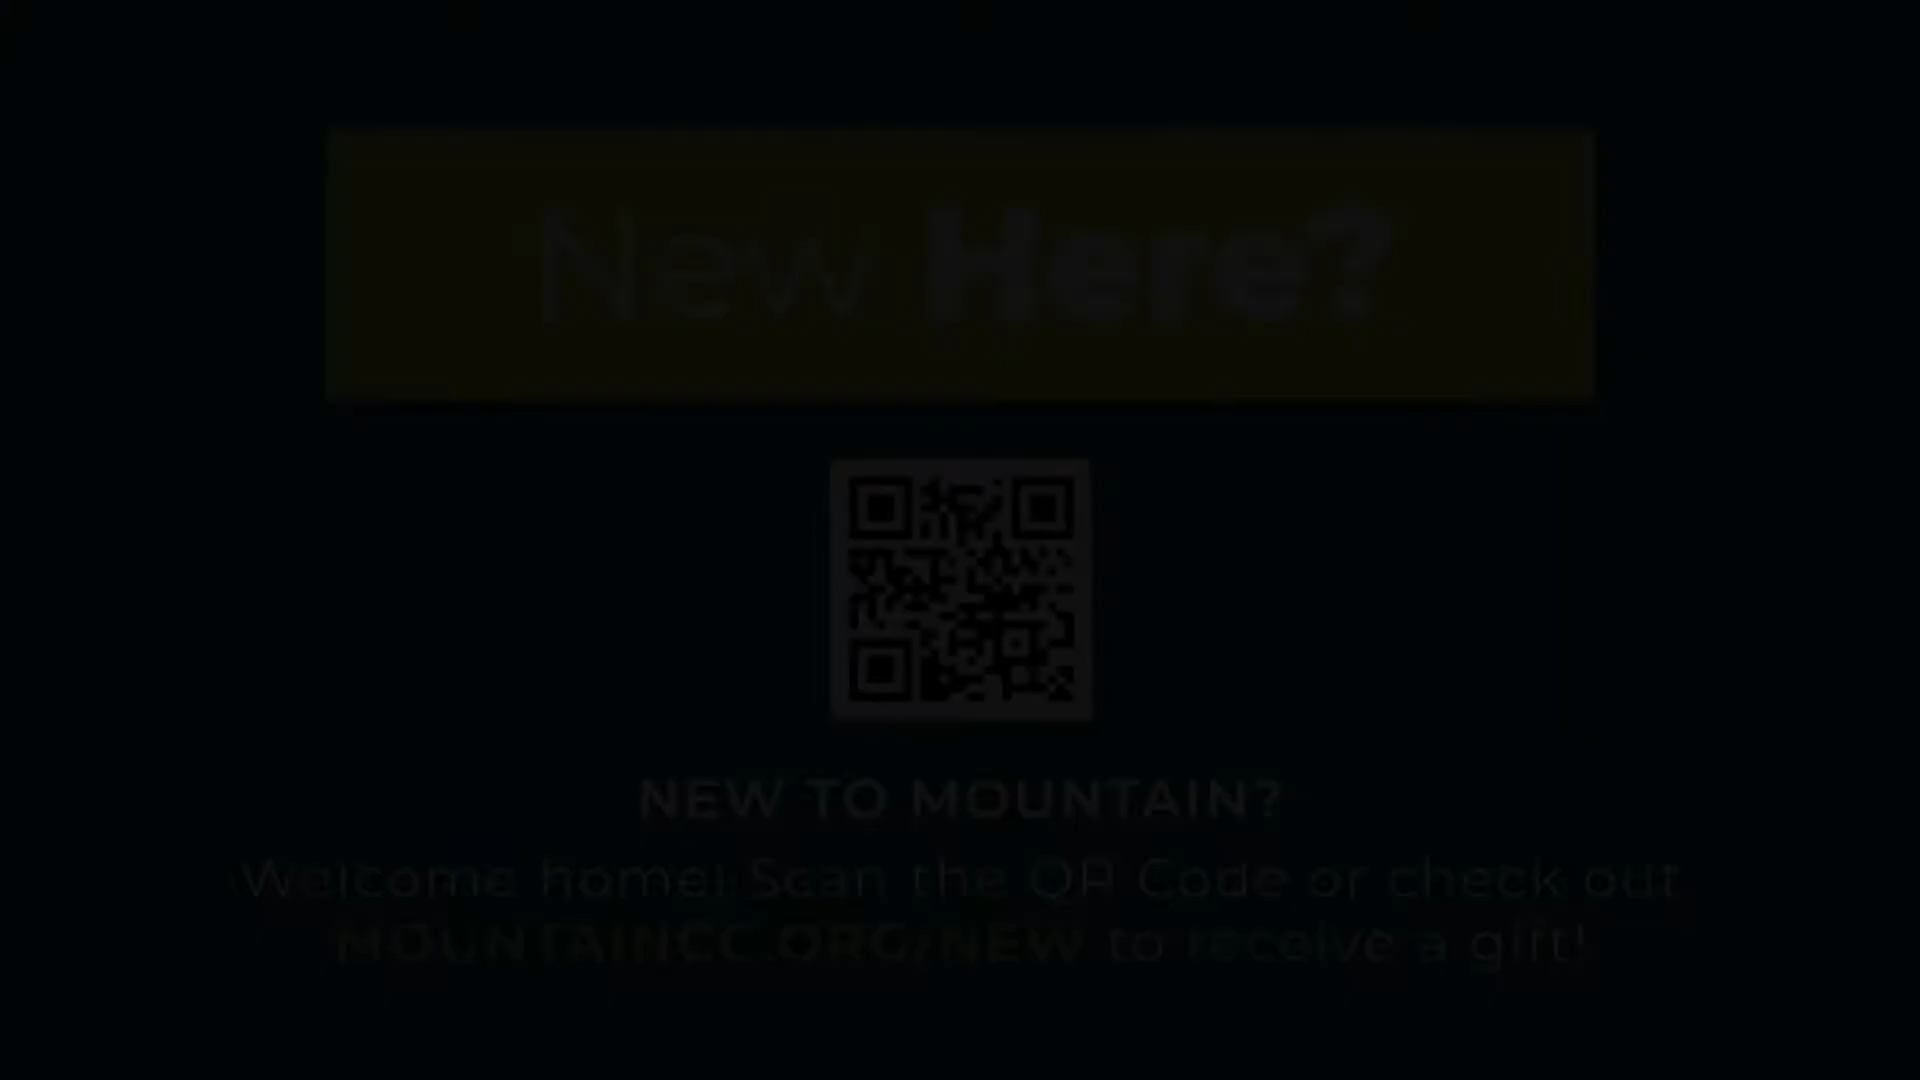 New Here?
NEW TO MOUNTAIN?
Welcome home! Scan the QR Code or check out
MOUNTAINCC.ORG/NEW to receive a gift!